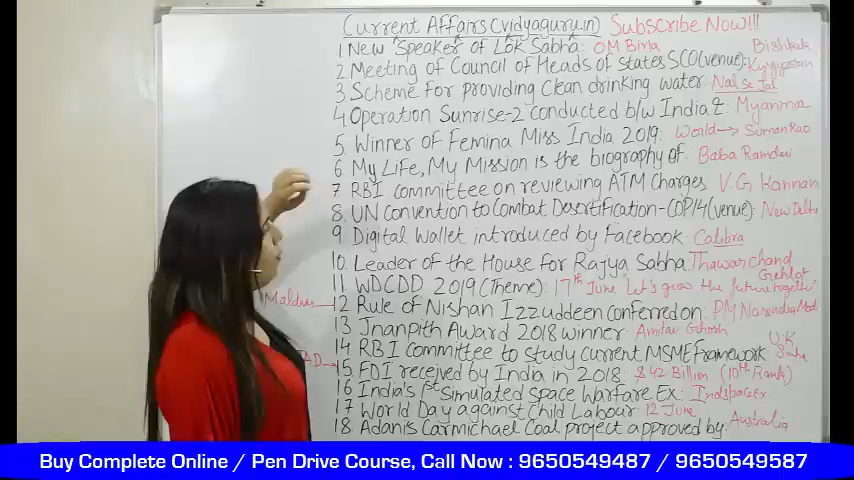 Current Affairs (vidyaguru.in) Subscribe Now!!!
1 New Speaker of Lok Sabha: OM Birla
2. Meeting of Council of Heads of states SCO(venue): Bishkek, Kyrgyzstan
3. Scheme for providing Clean drinking water Nal se Jal
4 Operation Sunrise-2 conducted b/w India & Myanmar
5 Winner of Femina Miss India 2019: World → Suman Rao
6. My Life, My Mission is the biography of Baba Ramdev
7 RBI committee on reviewing ATM Charges V.G Kannan
8. UN convention to Combat Desertification-COP14(venue) New Delhi
9 Digital Wallet introduced by Facebook Calibra
10. Leader of the House for Rajya Sabha Thawar Chand Gehlot
11 WDCDD 2019 (Theme): 17th June "Let's grow the future together"
Maldives 12 Rule of Nishan Izzuddeen conferred on: PM Narendra Modi
13 Jnanpith Award 2018 winner Amitav Ghosh
14 RBI Committee to study current MSME framework U.K Sinha
15. FDI received by India in 2018 $42 Billion (10th Rank)
16 India's 1st simulated space Warfare Ex: IndSpaceEx
17 World Day against Child Labour 12 June
18. Adanis Carmichael Coal project approved by: Australia
Buy Complete Online / Pen Drive Course, Call Now : 9650549487 / 9650549587